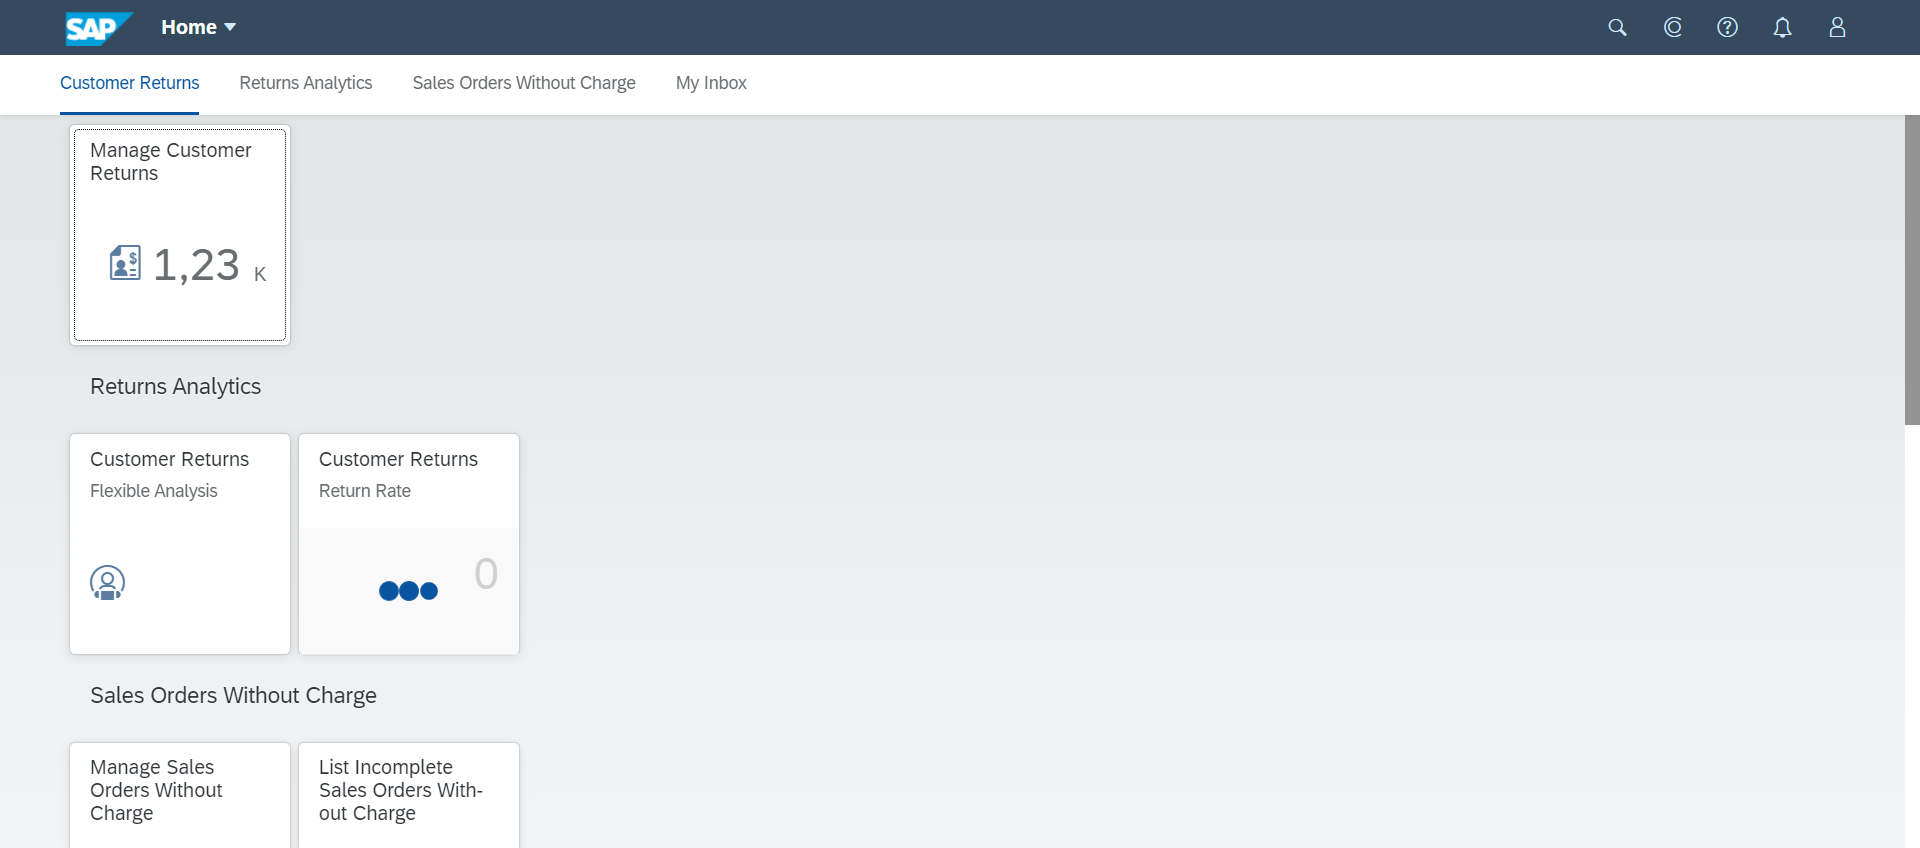 SAP Home
Customer Returns Returns Analytics Sales Orders Without Charge My Inbox
Manage Customer
Returns
1,23 K
Returns Analytics
Customer Returns
Flexible Analysis
Customer Returns
Return Rate
0
Sales Orders Without Charge
Manage Sales
Orders Without
Charge
List Incomplete
Sales Orders With-
out Charge